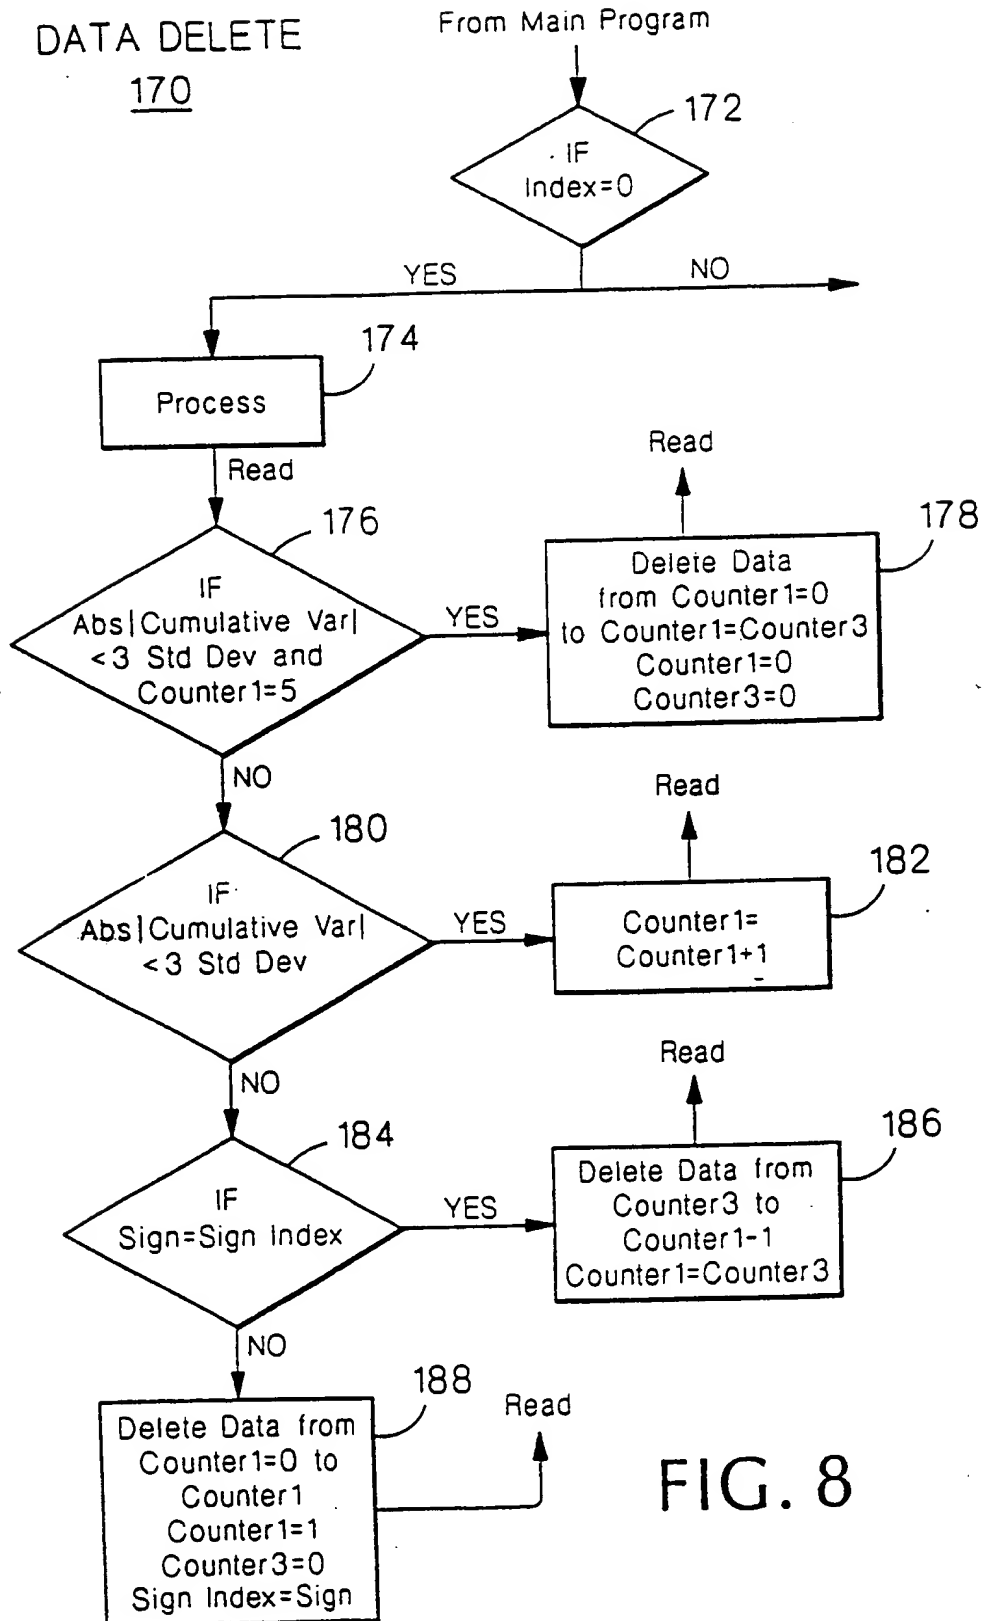 DATA DELETE
170
From Main Program
172
IF
Index=0
YES
NO
174
Process
Read
176
IF
Abs|Cumulative Var|
<3 Std Dev and
Counter1=5
YES
Read
178
Delete Data
from Counter1=0
to Counter1=Counter3
Counter1=0
Counter3=0
NO
180
IF
Abs|Cumulative Var|
<3 Std Dev
YES
Read
182
Counter1=
Counter1+1
NO
184
IF
Sign=Sign Index
YES
Read
186
Delete Data from
Counter3 to
Counter1-1
Counter1=Counter3
NO
188
Delete Data from
Counter1=0 to
Counter1
Counter1=1
Counter3=0
Sign Index=Sign
Read
FIG. 8